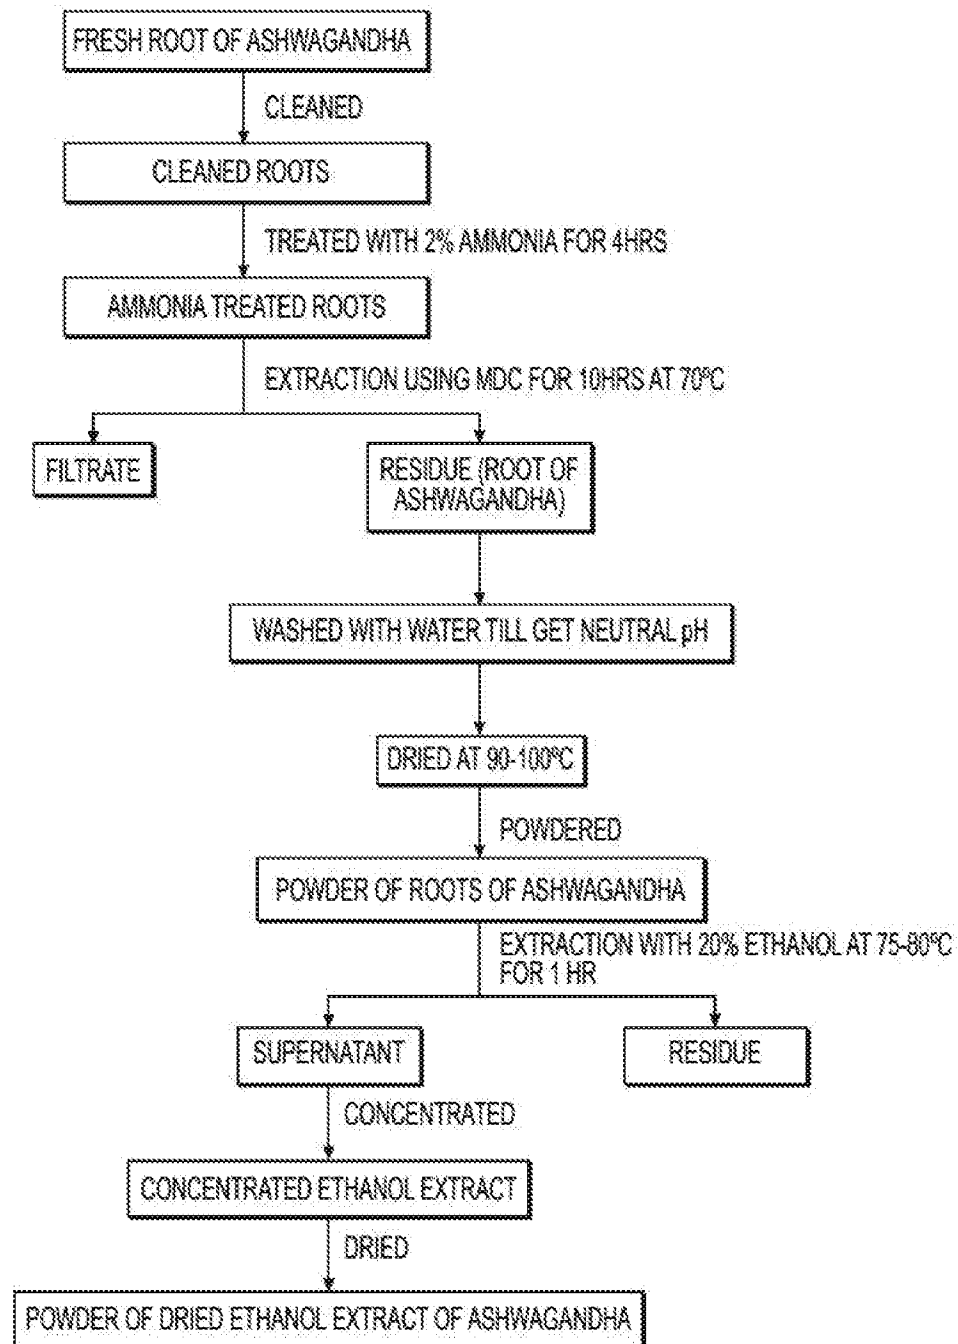 FRESH ROOT OF ASHWAGANDHA
CLEANED
CLEANED ROOTS
TREATED WITH 2% AMMONIA FOR 4HRS
AMMONIA TREATED ROOTS
EXTRACTION USING MDC FOR 10HRS AT 70ºC
FILTRATE
RESIDUE (ROOT OF
ASHWAGANDHA)
WASHED WITH WATER TILL GET NEUTRAL pH
DRIED AT 90-100ºC
POWDERED
POWDER OF ROOTS OF ASHWAGANDHA
EXTRACTION WITH 20% ETHANOL AT 75-80ºC
FOR 1 HR
SUPERNATANT
RESIDUE
CONCENTRATED
CONCENTRATED ETHANOL EXTRACT
DRIED
POWDER OF DRIED ETHANOL EXTRACT OF ASHWAGANDHA